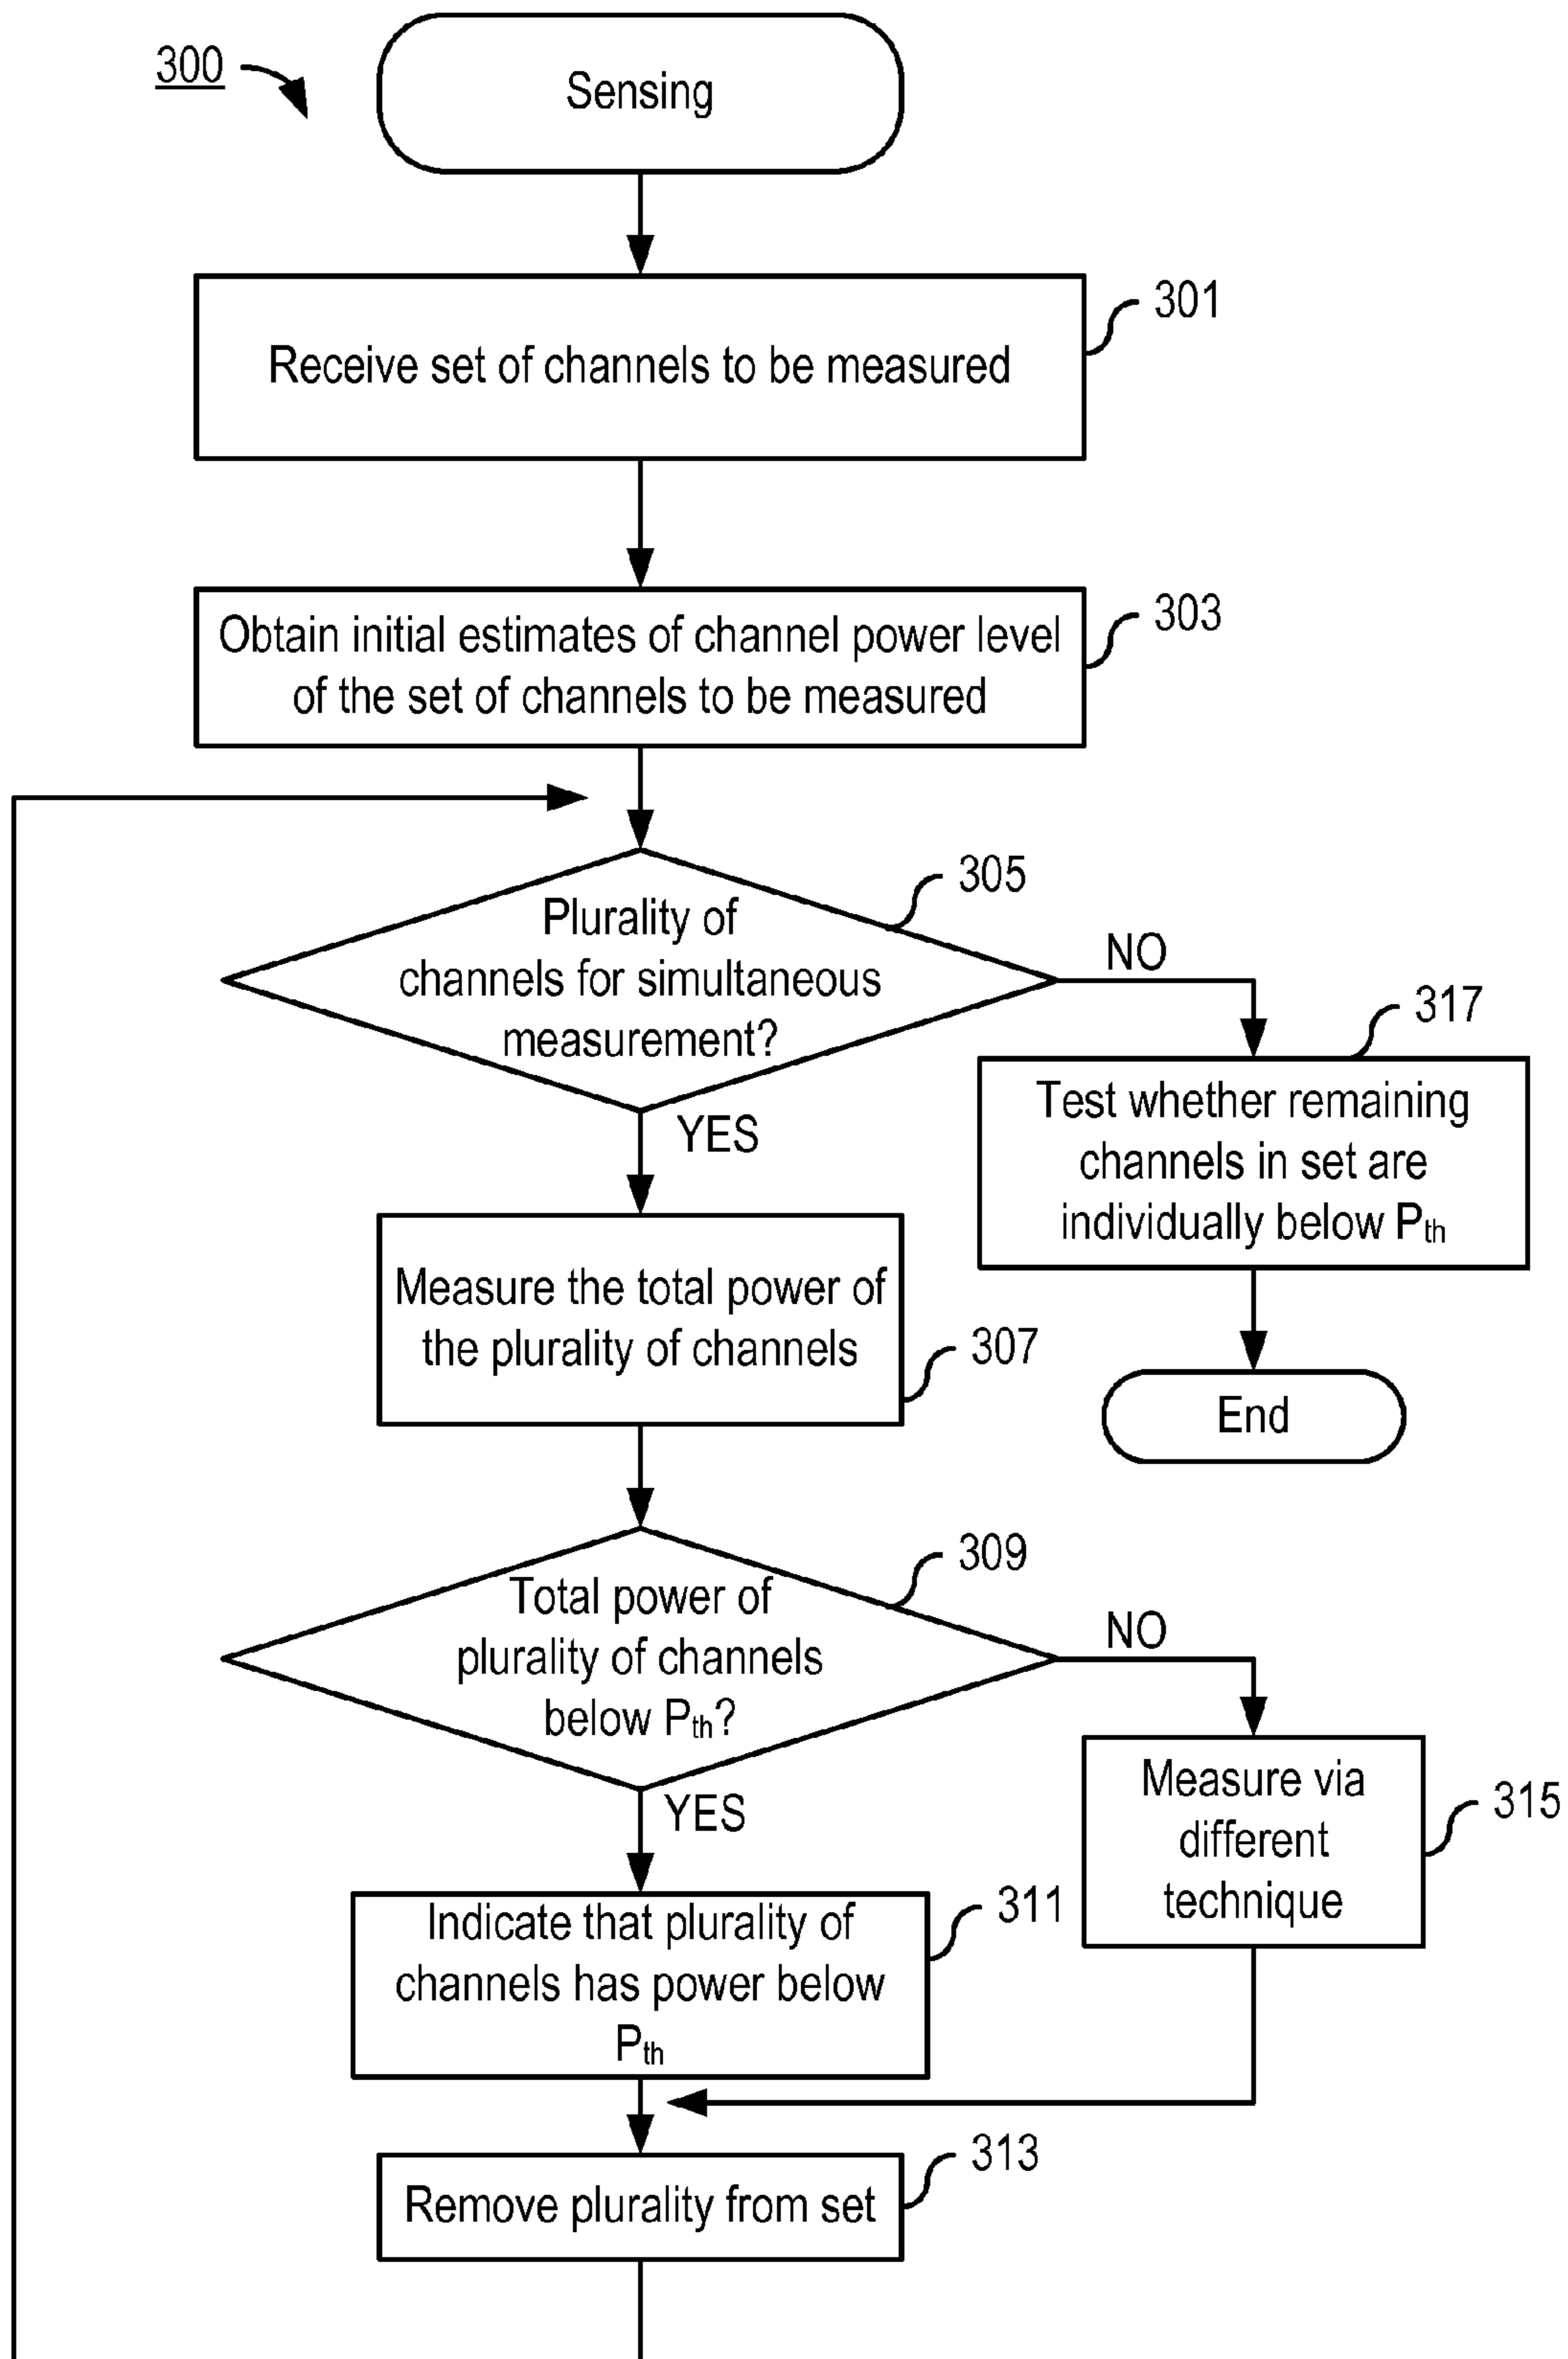 300
Sensing
301
Receive set of channels to be measured
303
Obtain initial estimates of channel power level
of the set of channels to be measured
305
Plurality of
channels for simultaneous
measurement?
NO
317
Test whether remaining
channels in set are
individually below Pth
End
YES
Measure the total power of
the plurality of channels
307
309
Total power of
plurality of channels
below Pth?
NO
Measure via
different
technique
315
YES
Indicate that plurality of
channels has power below
Pth
311
313
Remove plurality from set